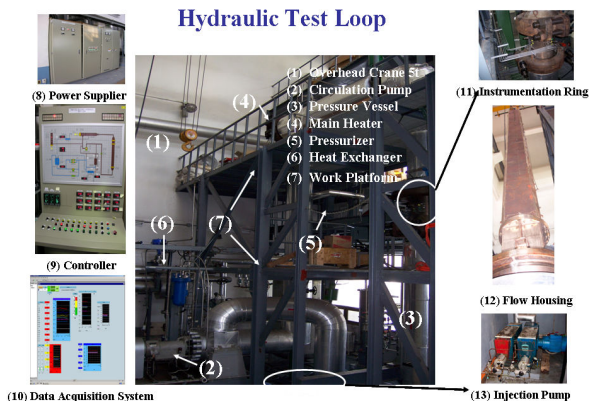 Hydraulic Test Loop
(8) Power Supplier
(9) Controller
(10) Data Acquisition System
(1) Overhead Crane 5t
(2) Circulation Pump
(3) Pressure Vessel
(4) Main Heater
(5) Pressurizer
(6) Heat Exchanger
(7) Work Platform
(4)
(1)
(6)
(7)
(5)
(3)
(2)
(11) Instrumentation Ring
(12) Flow Housing
(13) Injection Pump